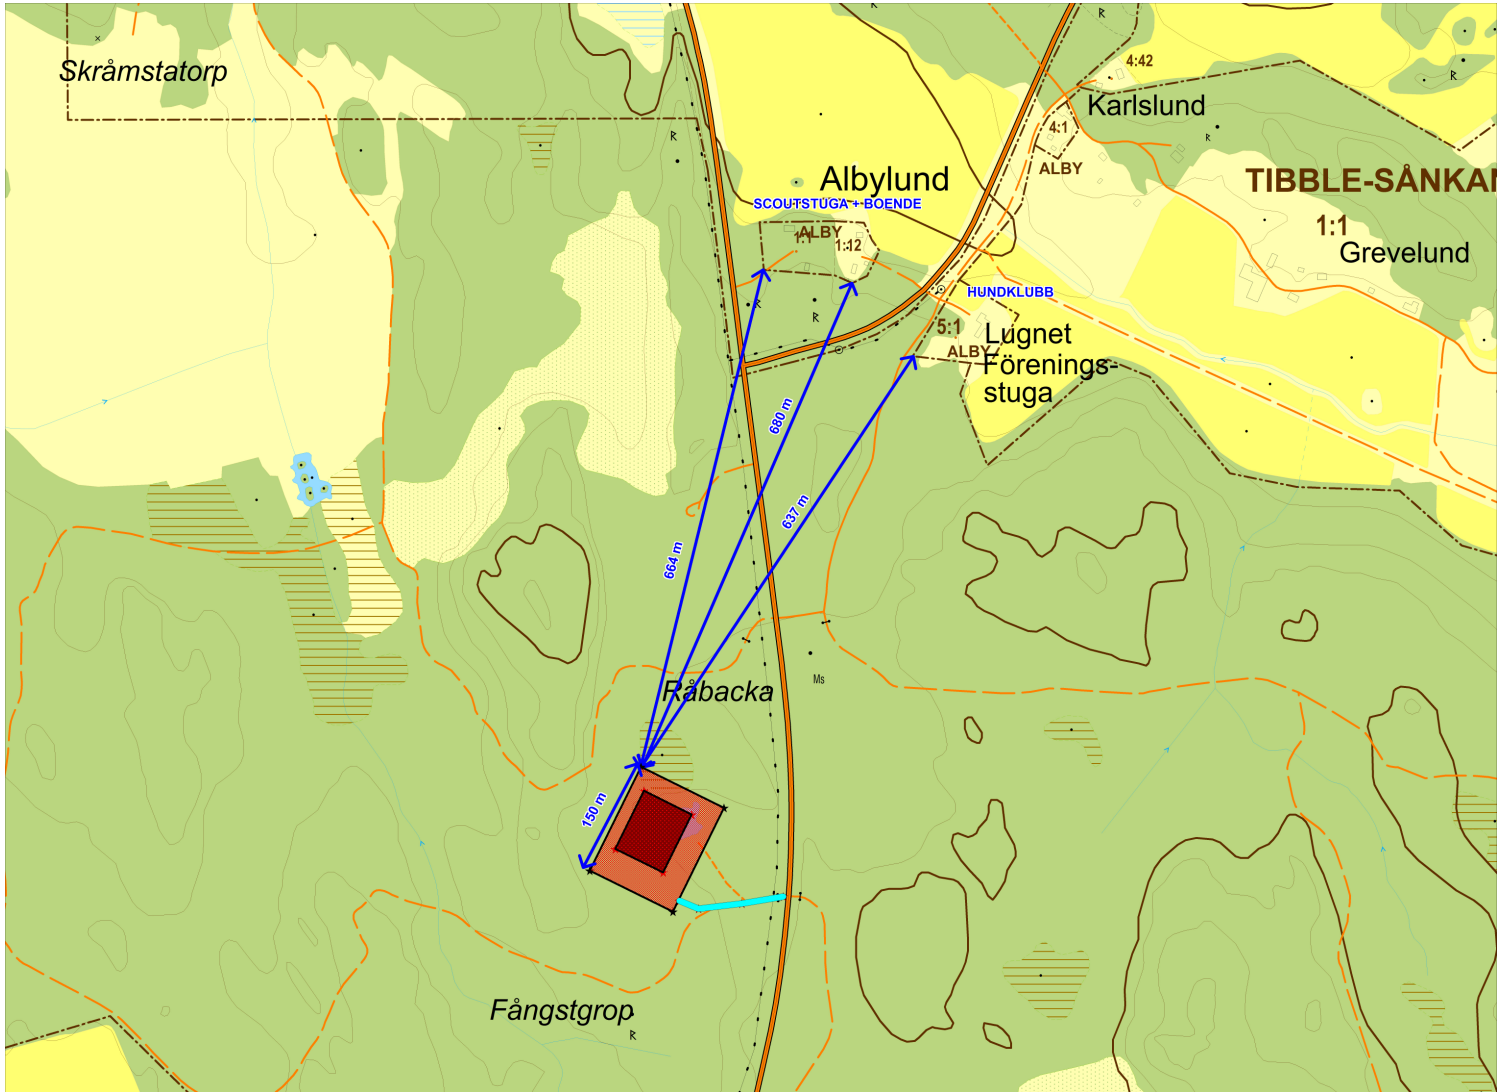 Skråmstatorp
4:42
Karlslund
4:1
ALBY
Albylund
SCOUTSTUGA + BOENDE
ALBY
1:1
1:12
TIBBLE-SÅNKA
1:1
Grevelund
HUNDKLUBB
5:1
Lugnet
ALBY
Förenings-
stuga
680 m
637 m
664 m
Råbacka
Ms
150 m
Fångstgrop
R
R
R
R
R
R
R
R